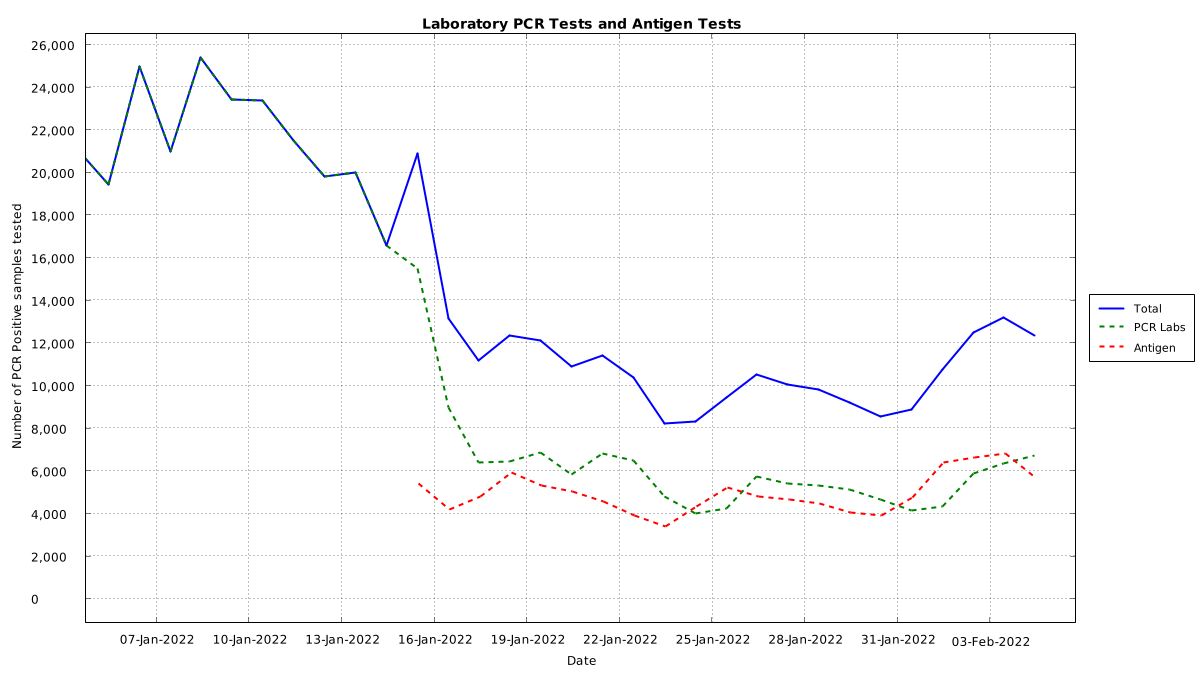 Laboratory PCR Tests and Antigen Tests
Number of PCR Positive samples tested
26,000
24,000
22,000
20,000
18,000
16,000
14,000
12,000
10,000
8,000
6,000
4,000
2,000
0
07-Jan-2022 10-Jan-2022 13-Jan-2022 16-Jan-2022 19-Jan-2022 22-Jan-2022 25-Jan-2022 28-Jan-2022 31-Jan-2022 03-Feb-2022
Date
Total
PCR Labs
Antigen